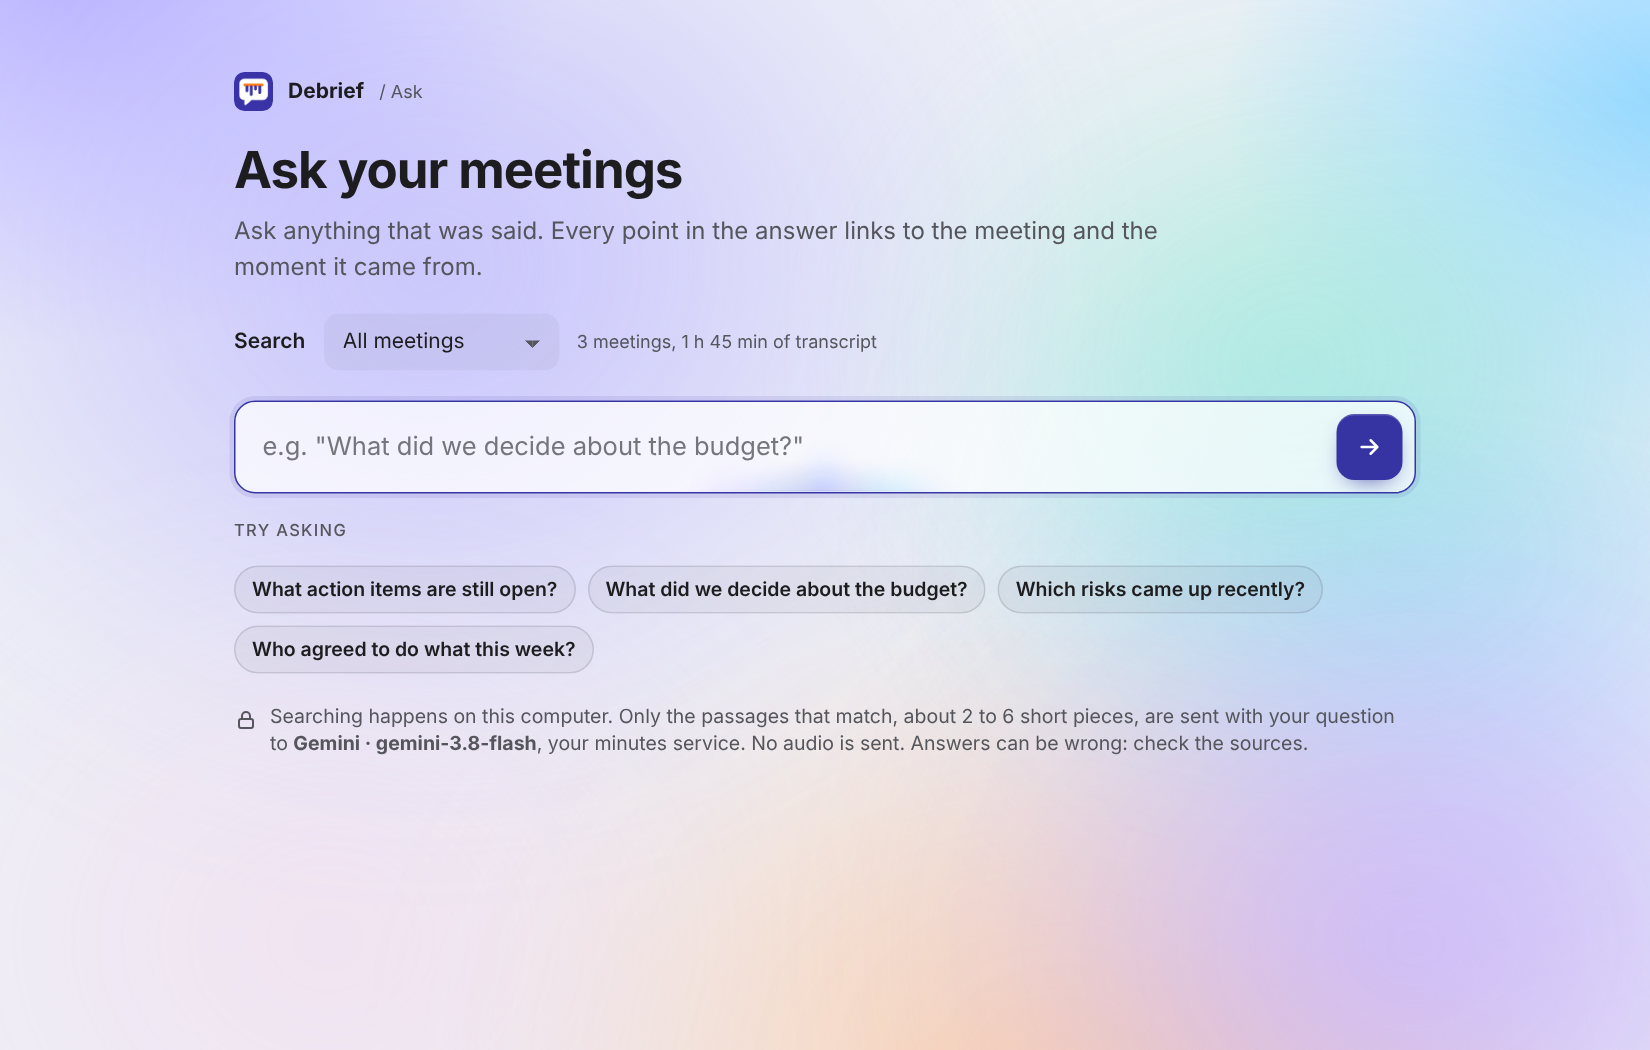 Debrief / Ask
Ask your meetings
Ask anything that was said. Every point in the answer links to the meeting and the
moment it came from.
Search All meetings 3 meetings, 1 h 45 min of transcript
e.g. "What did we decide about the budget?"
TRY ASKING
What action items are still open? What did we decide about the budget? Which risks came up recently?
Who agreed to do what this week?
Searching happens on this computer. Only the passages that match, about 2 to 6 short pieces, are sent with your question
to Gemini · gemini-3.8-flash, your minutes service. No audio is sent. Answers can be wrong: check the sources.